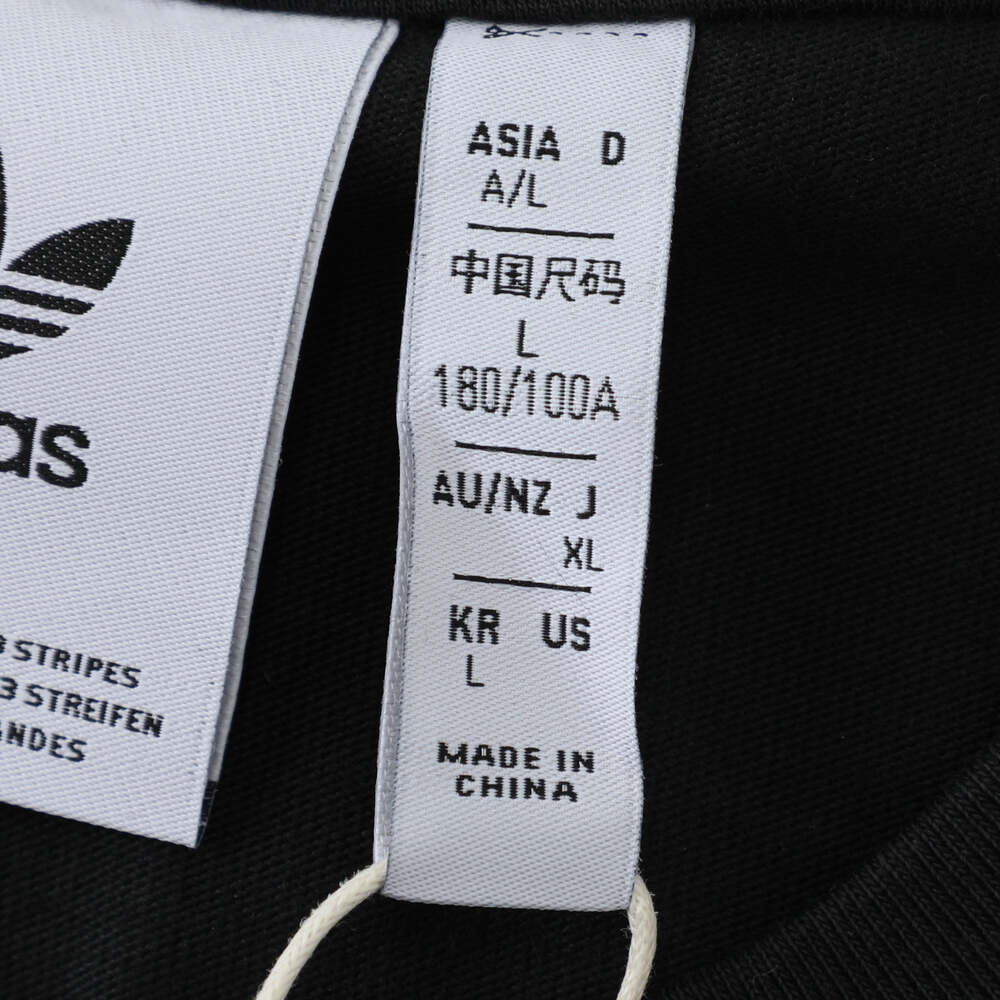 as
3 STRIPES
3 STREIFEN
ANDES
ASIA D
A/L
中国尺码
L
180/100A
AU/NZ J
XL
KR US
L
MADE IN
CHINA